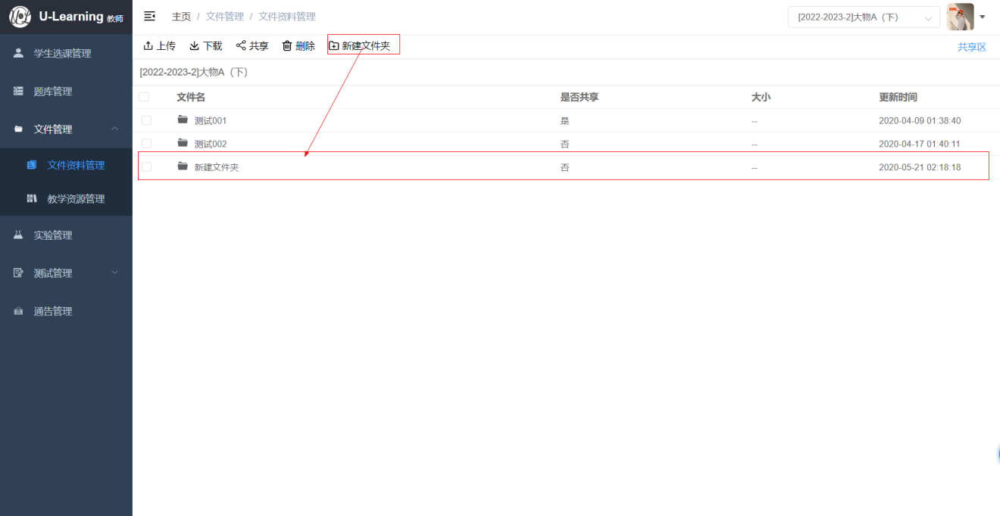 U-Learning 教师
主页 / 文件管理 / 文件资料管理
[2022-2023-2]大物A（下）
学生选课管理
题库管理
文件管理
文件资料管理
教学资源管理
实验管理
测试管理
通告管理
上传 下载 共享 删除 新建文件夹
共享区
[2022-2023-2]大物A（下）
文件名 是否共享 大小 更新时间
测试001 是 -- 2020-04-09 01:38:40
测试002 否 -- 2020-04-17 01:40:11
新建文件夹 否 -- 2020-05-21 02:18:18